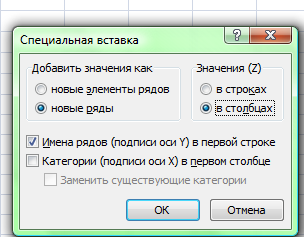 Специальная вставка
Добавить значения как
Значения (Z)
новые элементы рядов
в строках
новые ряды
в столбцах
Имена рядов (подписи оси Y) в первой строке
Категории (подписи оси X) в первом столбце
Заменить существующие категории
ОК
Отмена